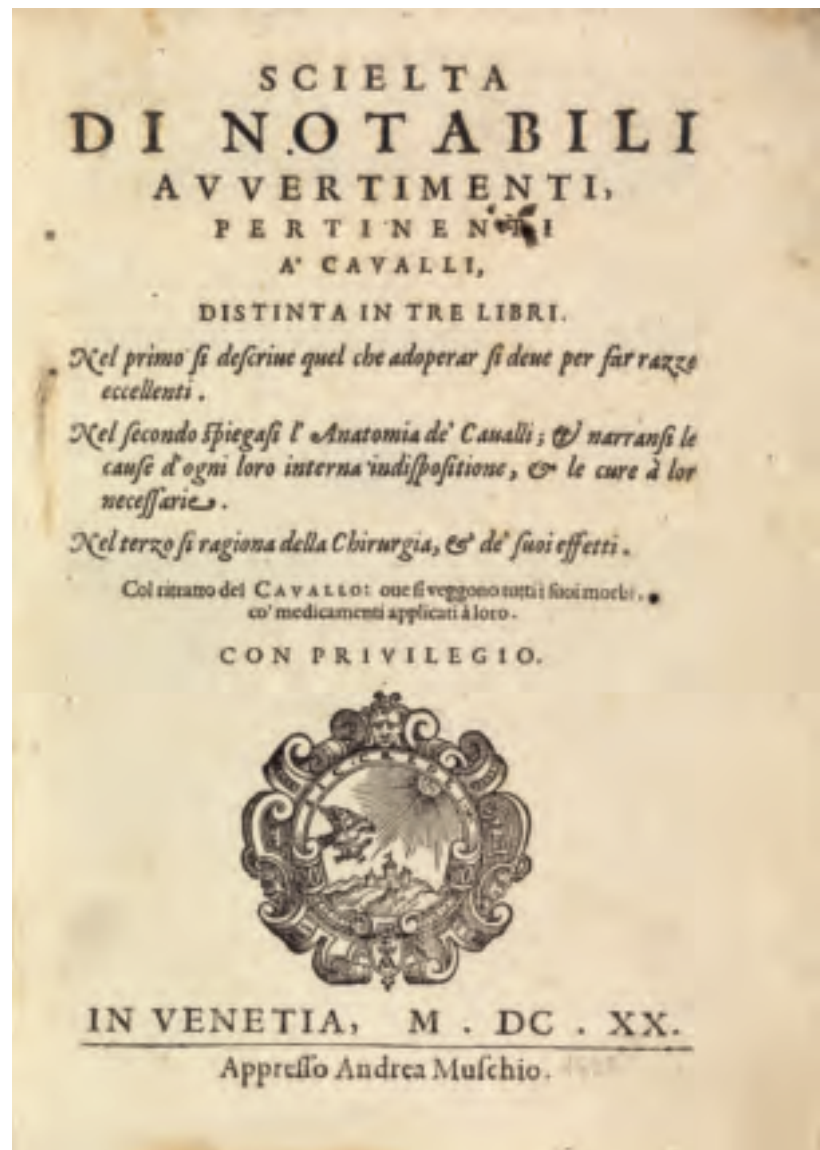 SCIELTA
DI NOTABILI
AVVERTIMENTI,
PERTINENTI
A' CAVALLI,
DISTINTA IN TRE LIBRI.
Nel primo si descriue quel che adoperar si deue per far razze
eccellenti.
Nel secondo spiegasi l' Anatomia de' Caualli; & narransi le
cause d'ogni loro interna indispositione, & le cure à lor
necessarie.
Nel terzo si ragiona della Chirurgia, & de' suoi effetti.
Col ritratto del CAVALLO: oue si veggono tutti i suoi morbi,
co' medicamenti applicati à loro.
CON PRIVILEGIO.
IN VENETIA, M . DC . XX.
Appresso Andrea Muschio.